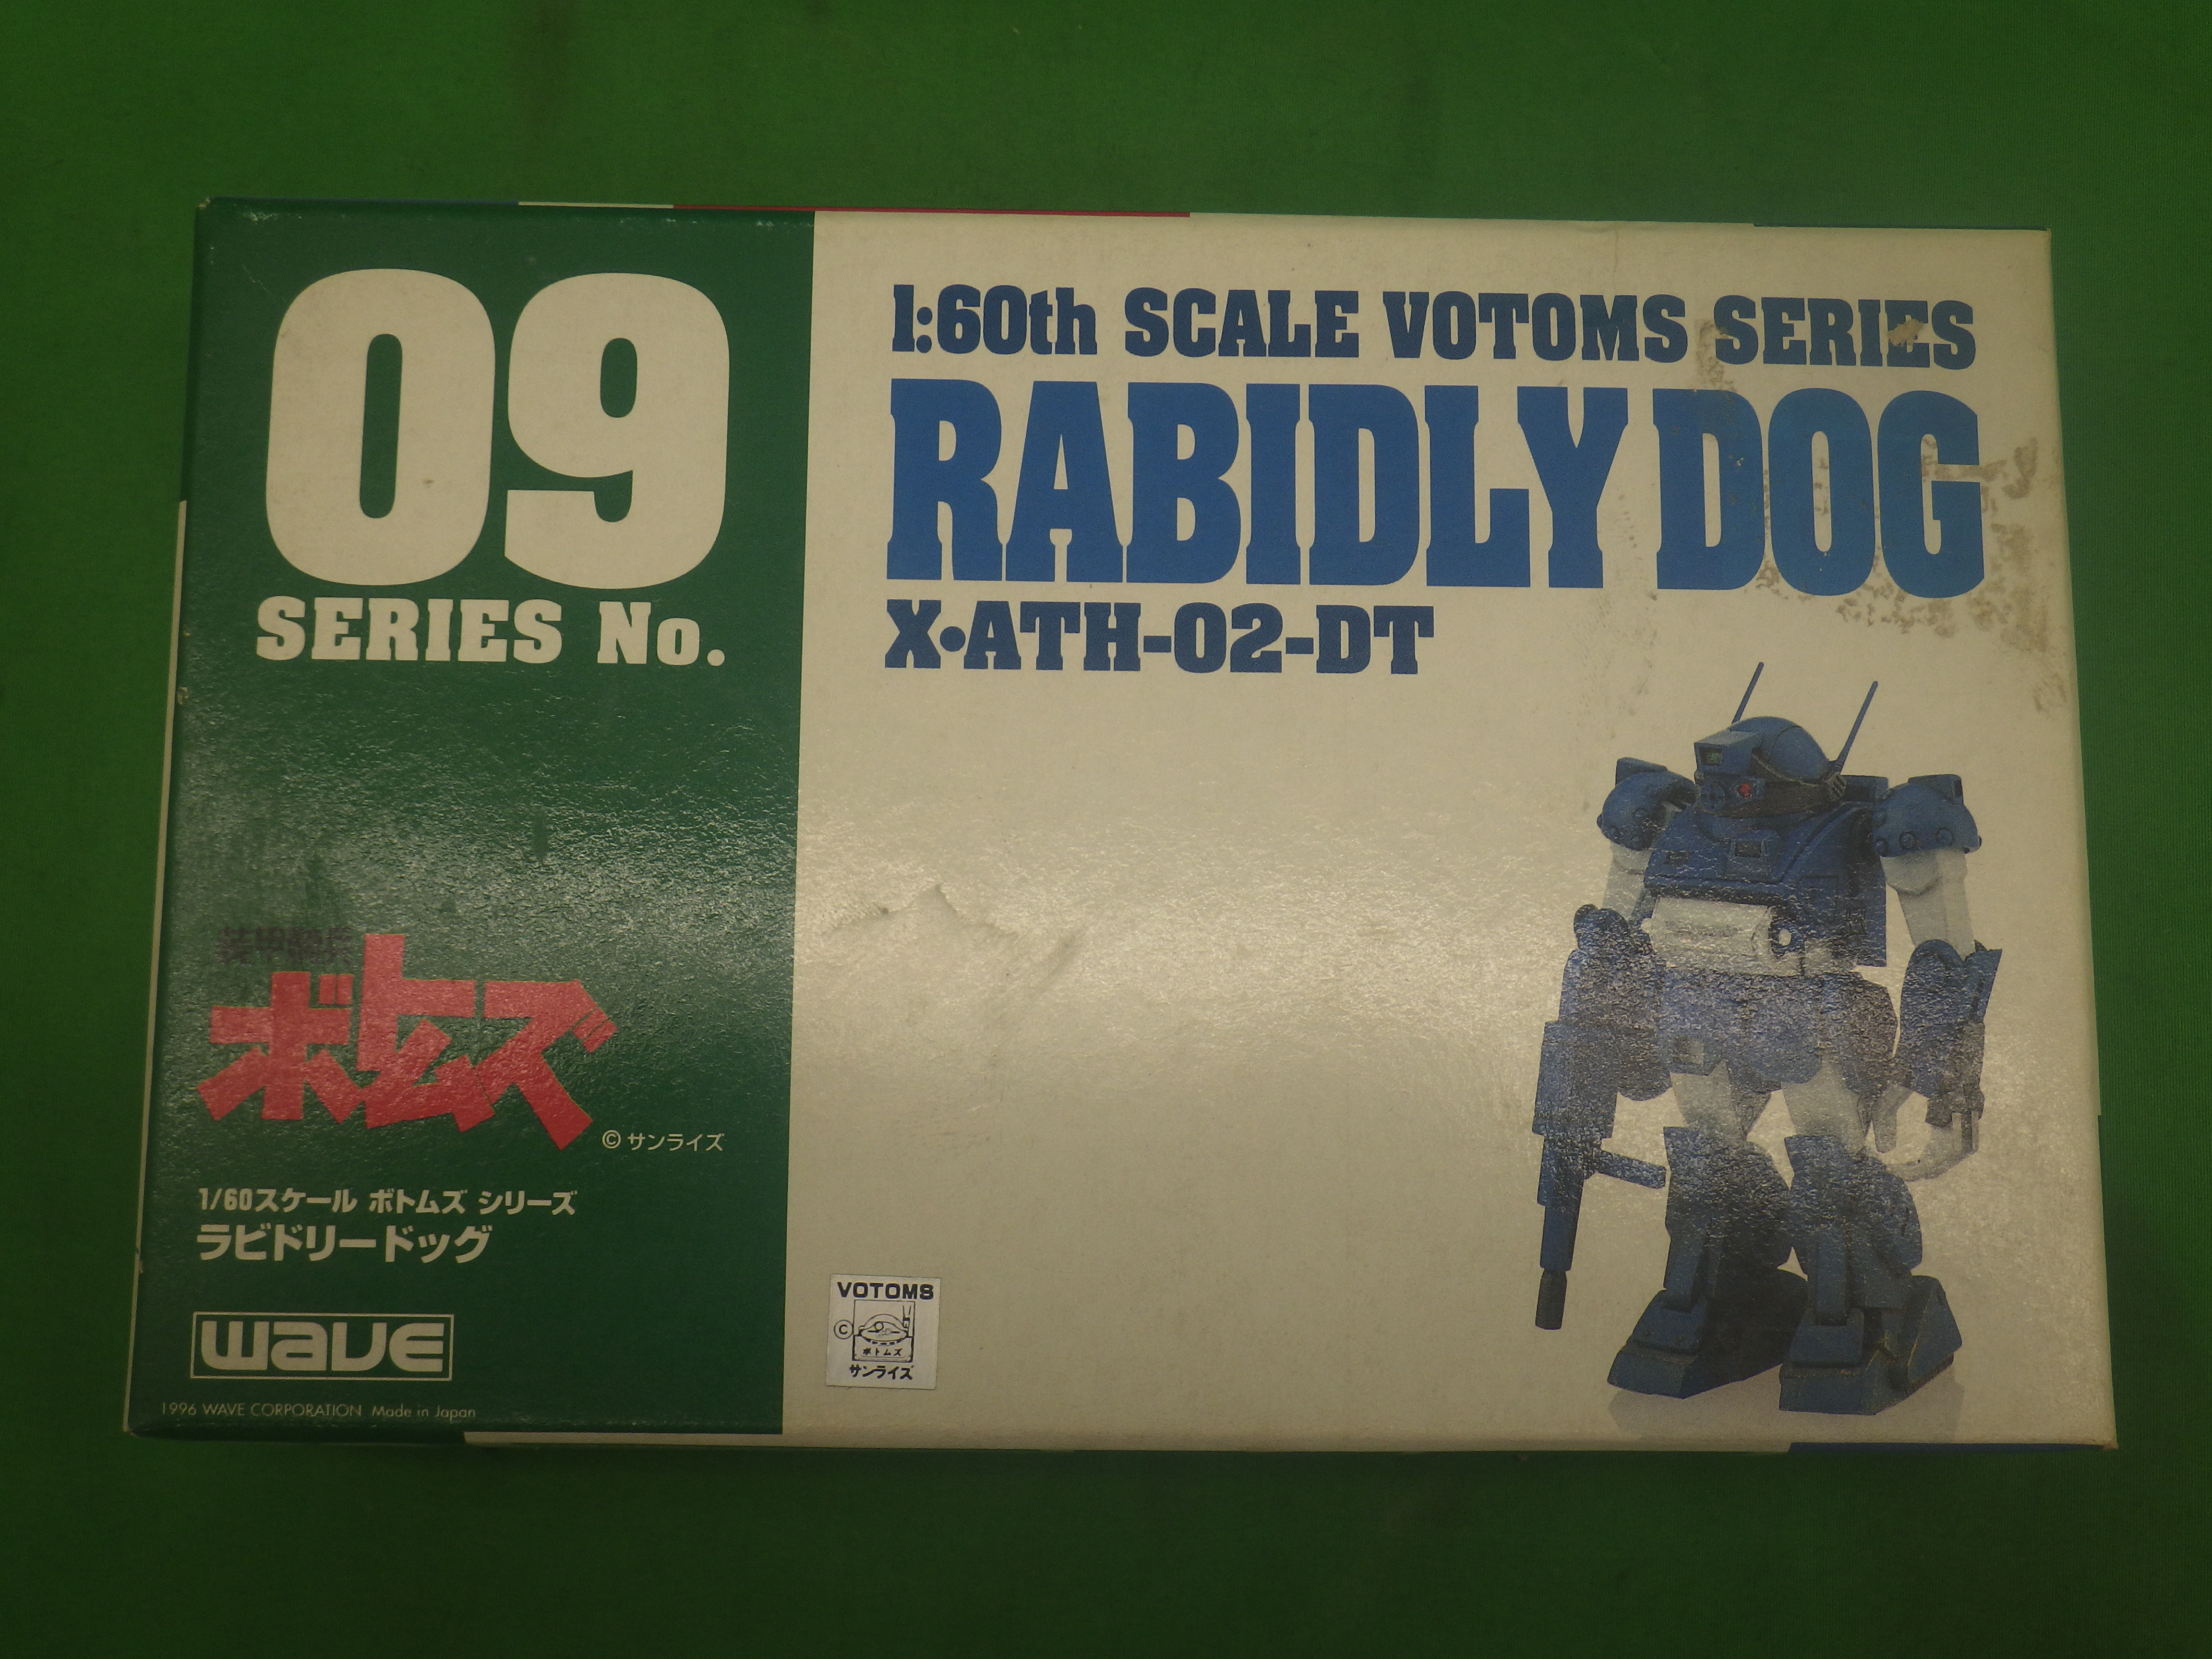 09
SERIES No.
装甲騎兵
ボトムズ
© サンライズ
1/60スケール ボトムズ シリーズ
ラビドリードッグ
WAVE
1996 WAVE CORPORATION Made in Japan
1:60th SCALE VOTOMS SERIES
RABIDLY DOG
X•ATH-02-DT
VOTOMS
©
ボトムズ
サンライズ